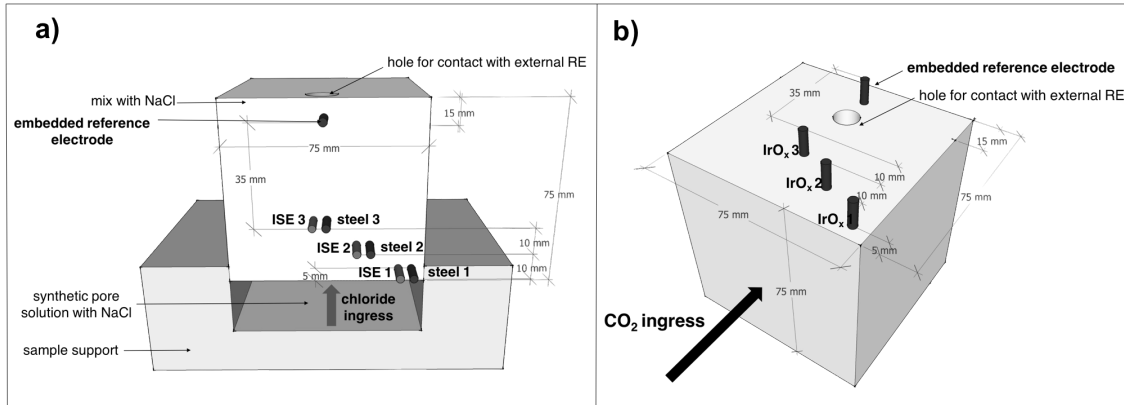 a)
hole for contact with external RE
mix with NaCl
embedded reference
electrode
15 mm
75 mm
35 mm
75 mm
ISE 3 steel 3
ISE 2 steel 2
10 mm
ISE 1 steel 1
10 mm
5 mm
synthetic pore
solution with NaCl
chloride
ingress
sample support
b)
embedded reference electrode
hole for contact with external RE
35 mm
15 mm
IrOx 3
10 mm
IrOx 2
75 mm
10 mm
75 mm
IrOx 1
5 mm
75 mm
CO2 ingress